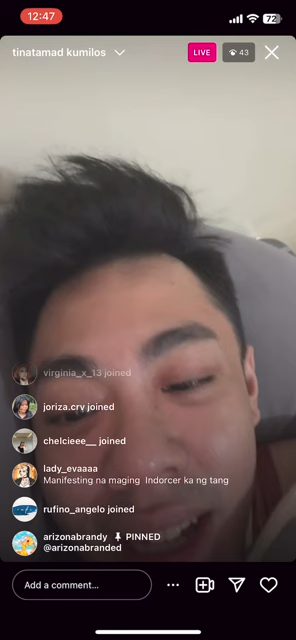 12:47
72
tinatamad kumilos
LIVE
43
virginia_x_13 joined
joriza.crv joined
chelcieee__ joined
lady_evaaaa
Manifesting na maging Indorcer ka ng tang
rufino_angelo joined
arizonabrandy PINNED
@arizonabranded
Add a comment...